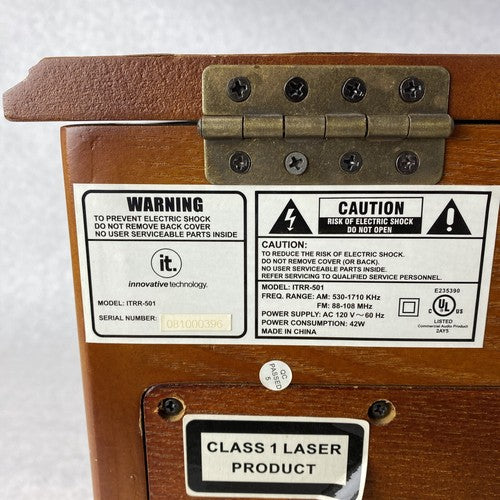 WARNING
TO PREVENT ELECTRIC SHOCK
DO NOT REMOVE BACK COVER
NO USER SERVICEABLE PARTS INSIDE
it.
innovative technology.
MODEL: ITRR-501
SERIAL NUMBER:
081000396
CAUTION
RISK OF ELECTRIC SHOCK
DO NOT OPEN
CAUTION:
TO REDUCE THE RISK OF ELECTRIC SHOCK,
DO NOT REMOVE COVER (OR BACK).
NO USER SERVICEABLE PARTS INSIDE.
REFER SERVICING TO QUALIFIED SERVICE PERSONNEL.
MODEL: ITRR-501
FREQ. RANGE: AM: 530-1710 KHz
FM: 88-108 MHz
POWER SUPPLY: AC 120 V ～ 60 Hz
POWER CONSUMPTION: 42W
MADE IN CHINA
E235390
c UL US
LISTED
Commercial Audio Product
2AY5
QC
PASSED
5
CLASS 1 LASER
PRODUCT